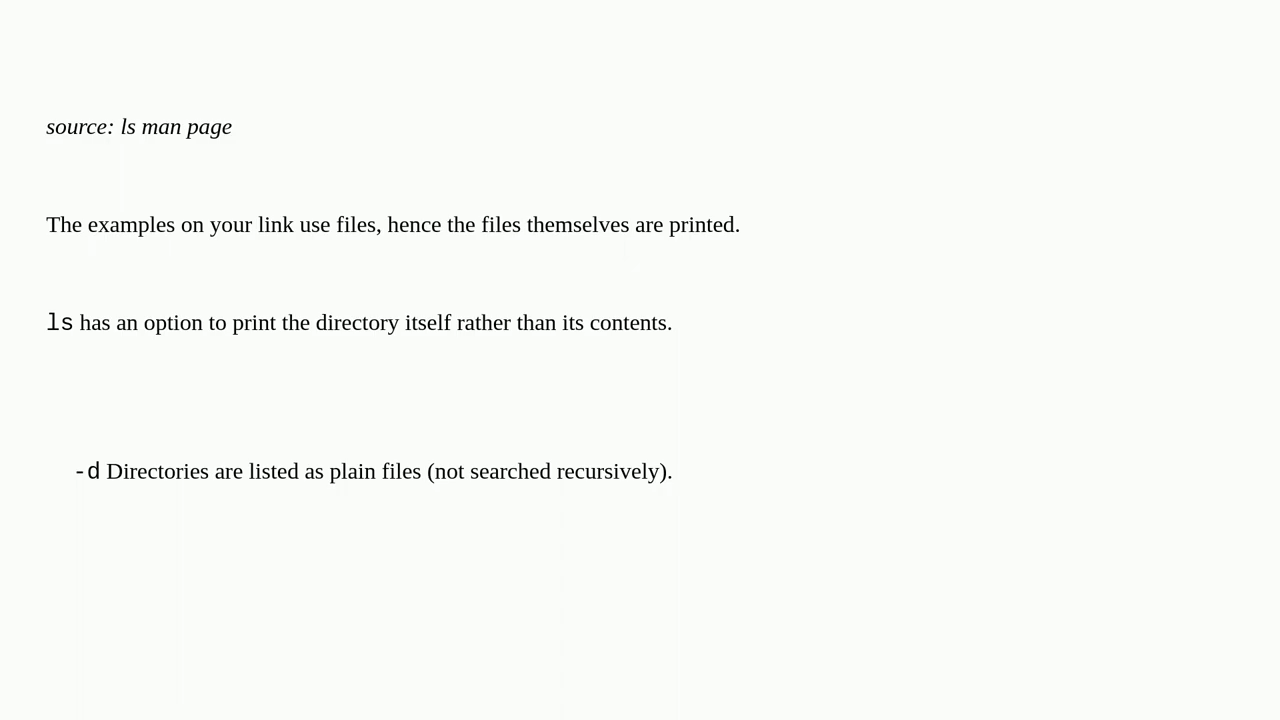 source: ls man page
The examples on your link use files, hence the files themselves are printed.
ls has an option to print the directory itself rather than its contents.
-d Directories are listed as plain files (not searched recursively).